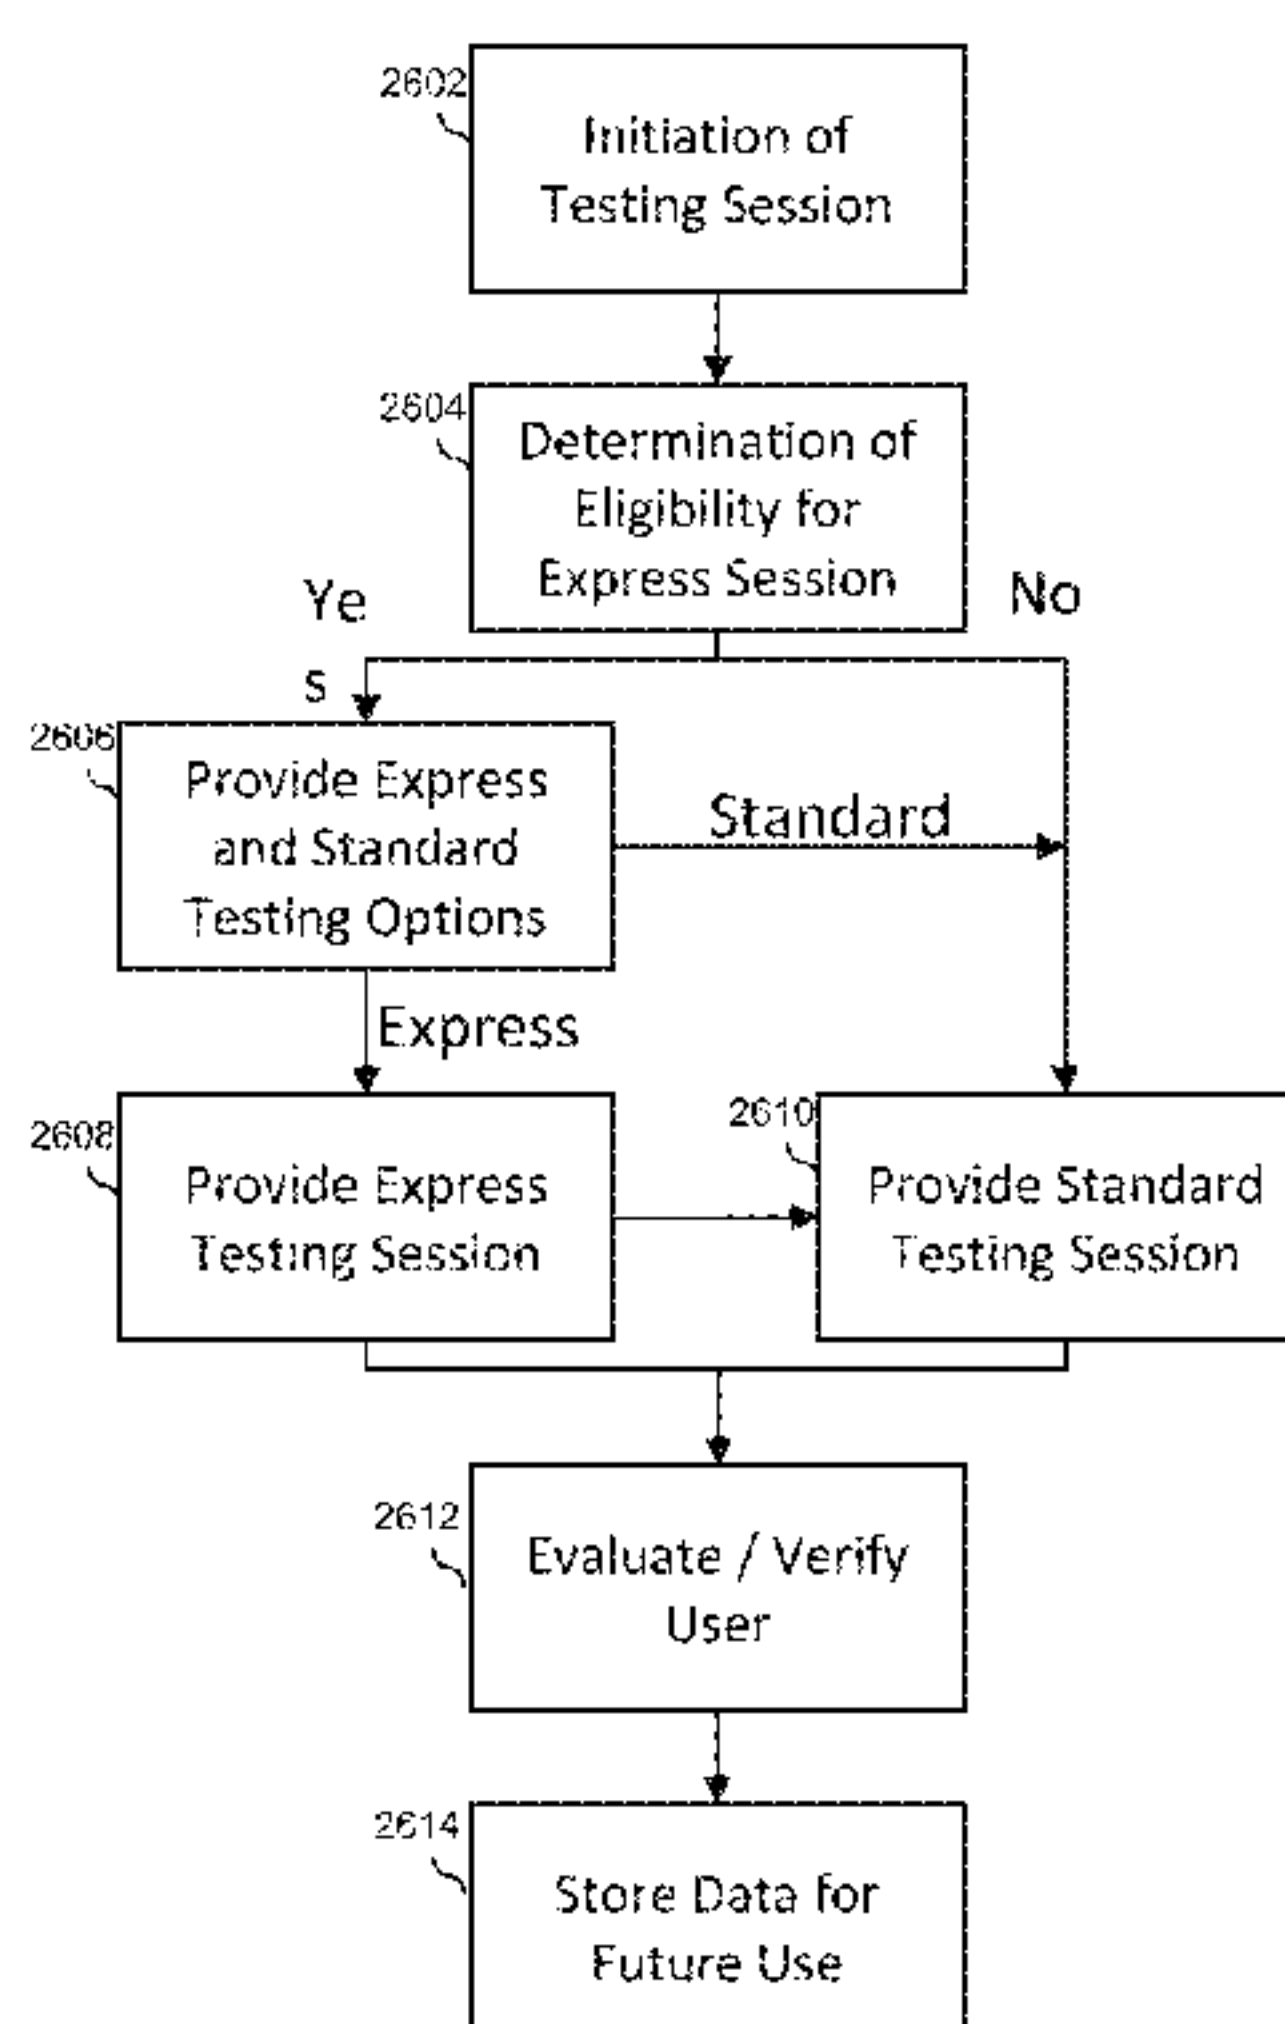 2602
Initiation of
Testing Session
2604
Determination of
Eligibility for
Express Session
Ye
s
No
2606
Provide Express
and Standard
Testing Options
Standard
Express
2608
Provide Express
Testing Session
2610
Provide Standard
Testing Session
2612
Evaluate / Verify
User
2614
Store Data for
Future Use